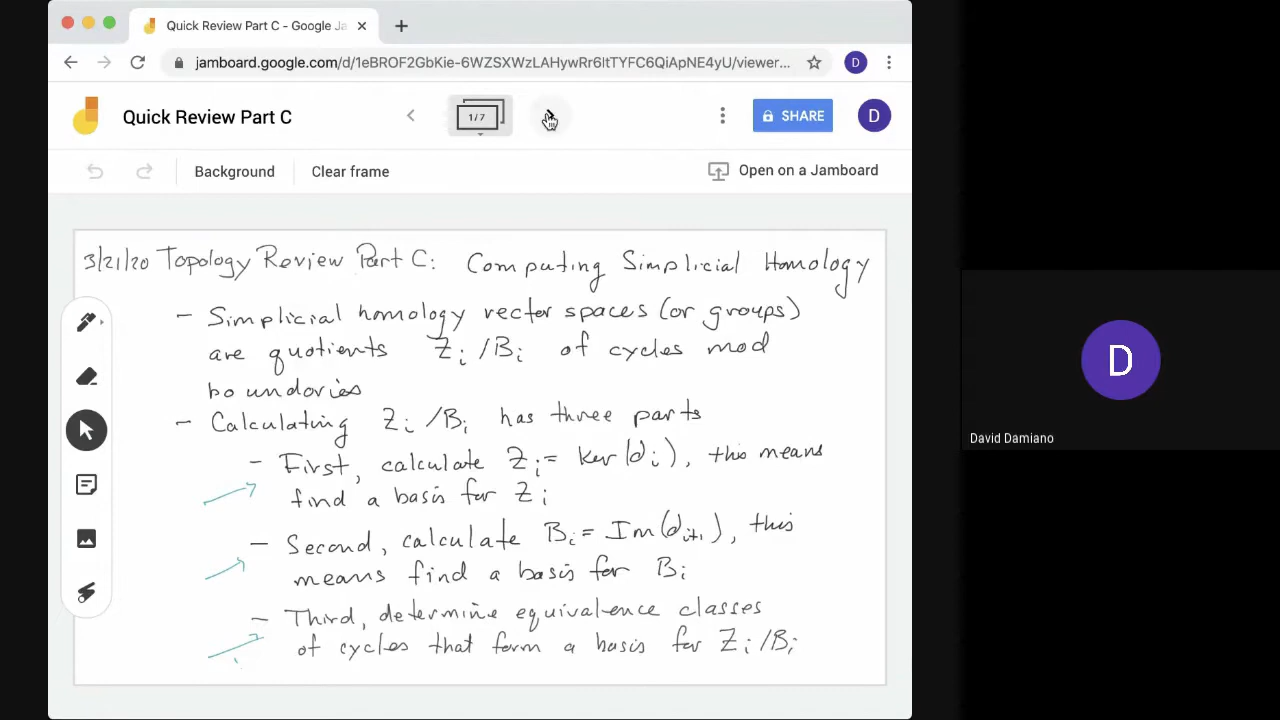 Quick Review Part C - Google Ja
jamboard.google.com/d/1eBROF2GbKie-6WZSXWzLAHywRr6ltTYFC6QiApNE4yU/viewer...
D
Quick Review Part C
1/7
SHARE
D
Background
Clear frame
Open on a Jamboard
3/21/20 Topology Review Part C: Computing Simplicial Homology
- Simplicial homology vector spaces (or groups)
are quotients Z_i/B_i of cycles mod
boundaries
- Calculating Z_i/B_i has three parts
- First, calculate Z_i = Ker(∂_i), this means
find a basis for Z_i
- Second, calculate B_i = Im(∂_{i+1}), this
means find a basis for B_i
- Third, determine equivalence classes
of cycles that form a basis for Z_i/B_i
D
David Damiano